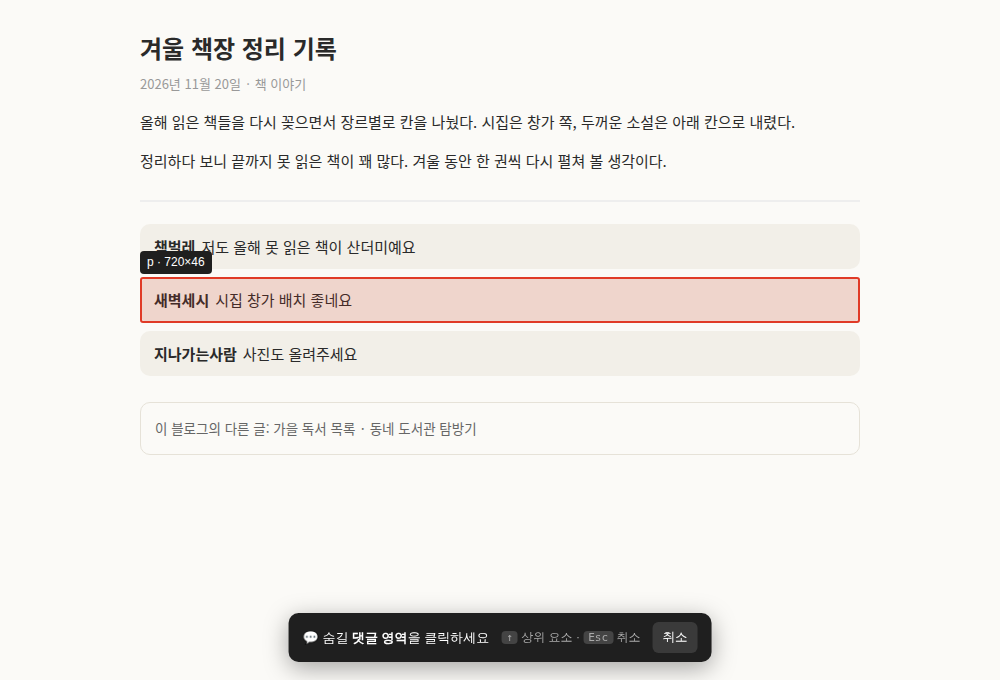 겨울 책장 정리 기록
2026년 11월 20일 · 책 이야기
올해 읽은 책들을 다시 꽂으면서 장르별로 칸을 나눴다. 시집은 창가 쪽, 두꺼운 소설은 아래 칸으로 내렸다.
정리하다 보니 끝까지 못 읽은 책이 꽤 많다. 겨울 동안 한 권씩 다시 펼쳐 볼 생각이다.
책벌레 저도 올해 못 읽은 책이 산더미예요
p · 720×46
새벽세시 시집 창가 배치 좋네요
지나가는사람 사진도 올려주세요
이 블로그의 다른 글: 가을 독서 목록 · 동네 도서관 탐방기
💬 숨길 댓글 영역을 클릭하세요 ↑ 상위 요소 · Esc 취소 취소